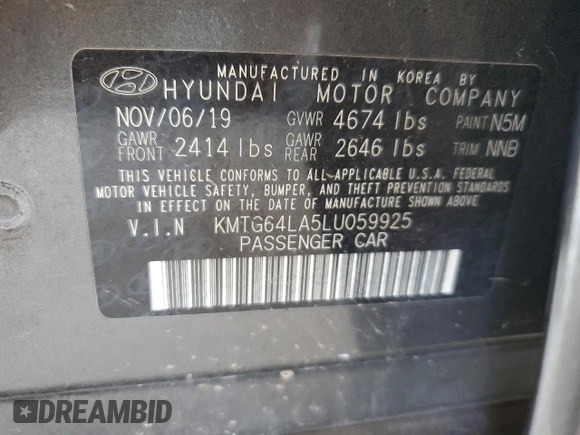 MANUFACTURED IN KOREA BY
HYUNDAI MOTOR COMPANY
NOV/06/19 GVWR 4674 lbs PAINT N5M
GAWR FRONT 2414 lbs GAWR REAR 2646 lbs TRIM NNB
THIS VEHICLE CONFORMS TO ALL APPLICABLE U.S.A. FEDERAL
MOTOR VEHICLE SAFETY, BUMPER, AND THEFT PREVENTION STANDARDS
IN EFFECT ON THE DATE OF MANUFACTURE SHOWN ABOVE.
V.I.N KMTG64LA5LU059925
PASSENGER CAR
DREAMBID